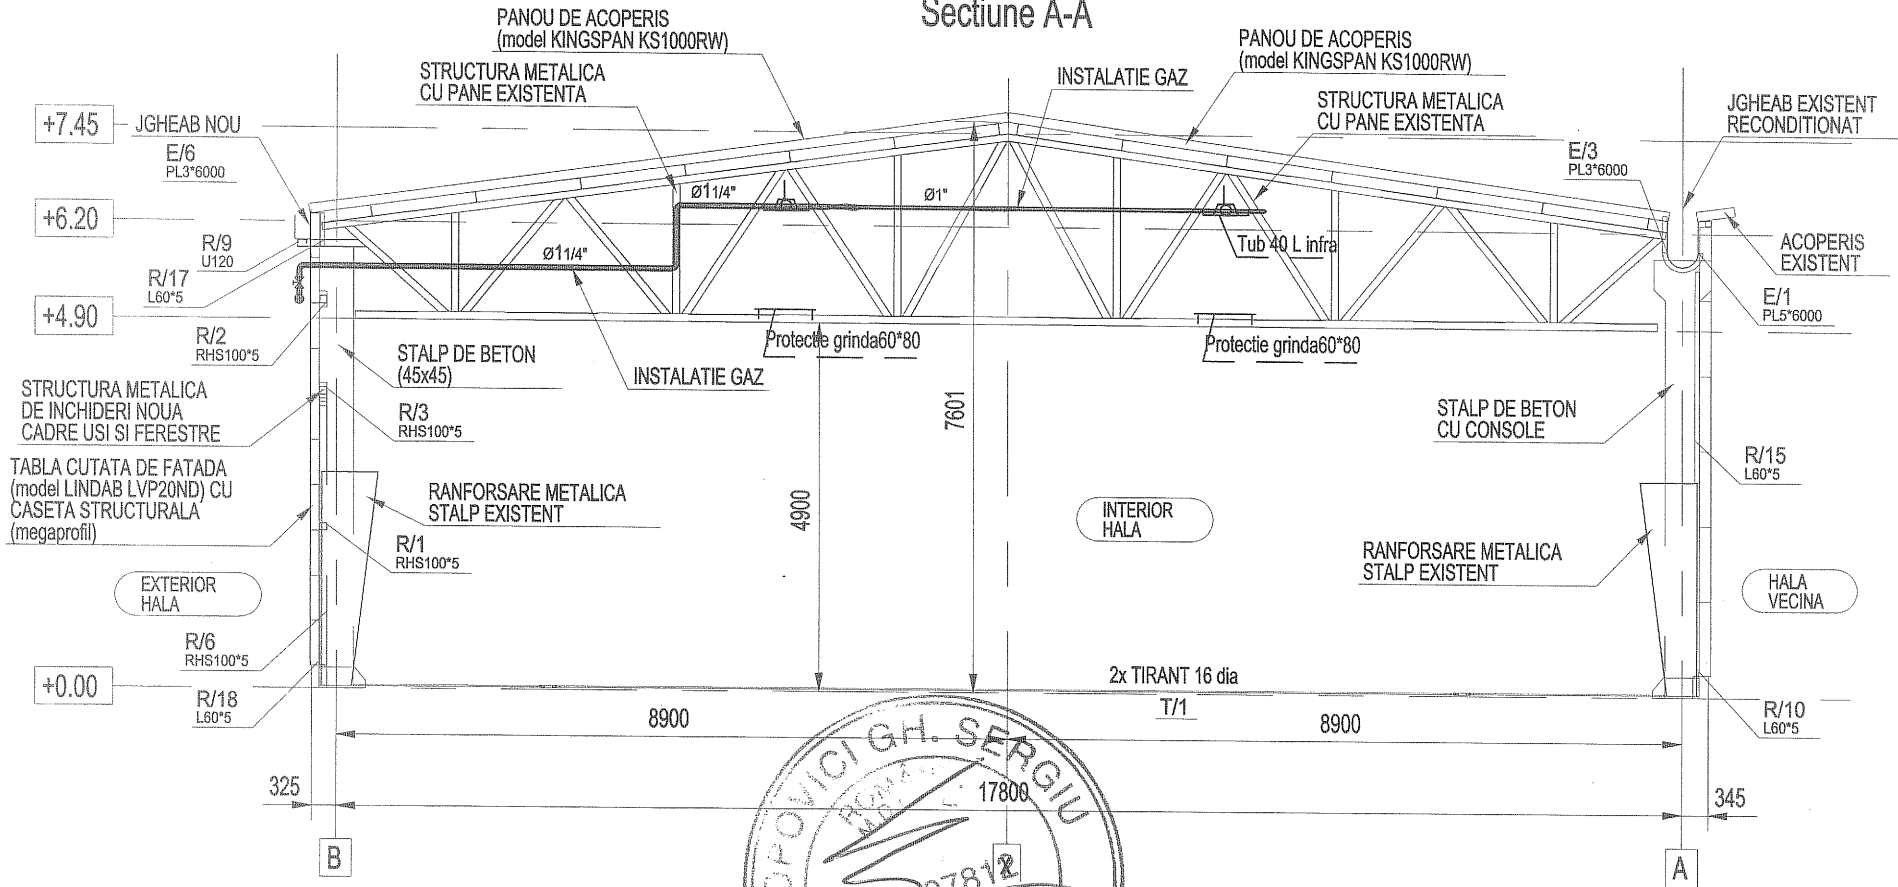 Sectiune A-A
PANOU DE ACOPERIS
(model KINGSPAN KS1000RW)
STRUCTURA METALICA
CU PANE EXISTENTA
INSTALATIE GAZ
PANOU DE ACOPERIS
(model KINGSPAN KS1000RW)
STRUCTURA METALICA
CU PANE EXISTENTA
JGHEAB EXISTENT
RECONDITIONAT
+7.45
JGHEAB NOU
E/6
PL3*6000
E/3
PL3*6000
+6.20
R/9
U120
R/17
L60*5
Ø1 1/4"
Ø1"
Ø1 1/4"
Tub 40 L infra
ACOPERIS
EXISTENT
E/1
PL5*6000
+4.90
R/2
RHS100*5
STALP DE BETON
(45x45)
INSTALATIE GAZ
Protectie grinda60*80
Protectie grinda60*80
STRUCTURA METALICA
DE INCHIDERI NOUA
CADRE USI SI FERESTRE
R/3
RHS100*5
7601
STALP DE BETON
CU CONSOLE
R/15
L60*5
TABLA CUTATA DE FATADA
(model LINDAB LVP20ND) CU
CASETA STRUCTURALA
(megaprofil)
RANFORSARE METALICA
STALP EXISTENT
4900
INTERIOR
HALA
R/1
RHS100*5
RANFORSARE METALICA
STALP EXISTENT
EXTERIOR
HALA
HALA
VECINA
R/6
RHS100*5
+0.00
R/18
L60*5
2x TIRANT 16 dia
T/1
R/10
L60*5
8900
8900
325
17800
345
OPOVICI GH. SERGIU
B
X
A